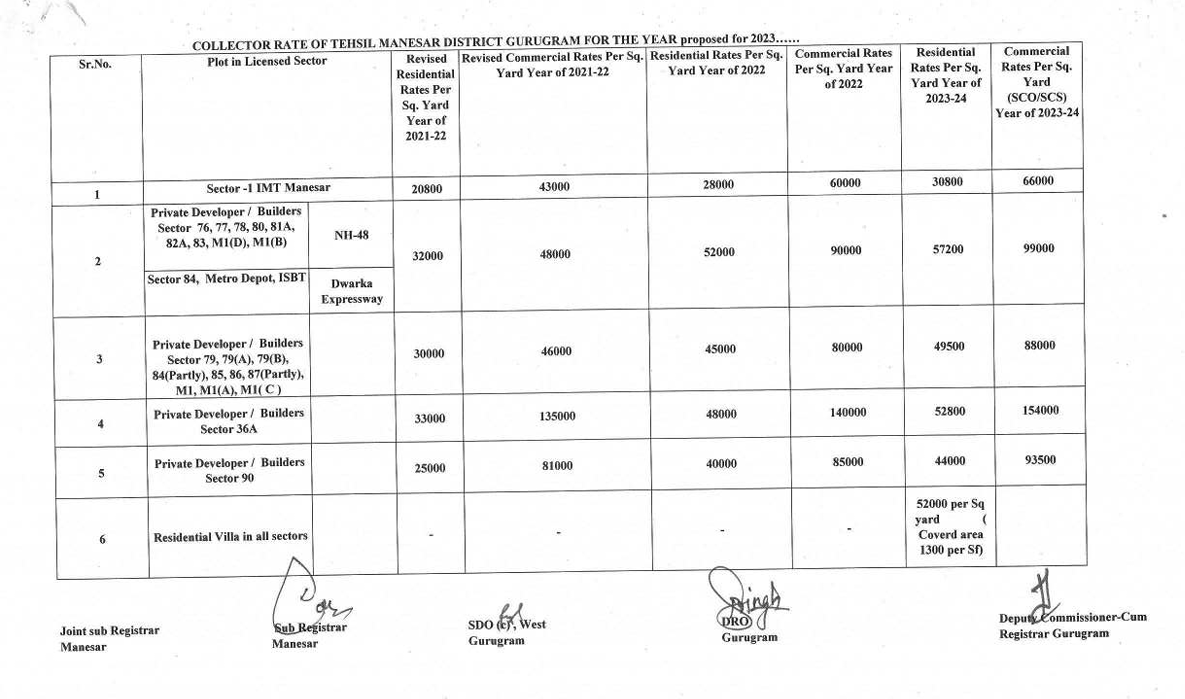 COLLECTOR RATE OF TEHSIL MANESAR DISTRICT GURUGRAM FOR THE YEAR proposed for 2023......
Sr.No.
Plot in Licensed Sector
Revised
Residential
Rates Per
Sq. Yard
Year of
2021-22
Revised Commercial Rates Per Sq.
Yard Year of 2021-22
Residential Rates Per Sq.
Yard Year of 2022
Commercial Rates
Per Sq. Yard Year
of 2022
Residential
Rates Per Sq.
Yard Year of
2023-24
Commercial
Rates Per Sq.
Yard
(SCO/SCS)
Year of 2023-24
1
Sector -1 IMT Manesar
20800
43000
28000
60000
30800
66000
2
Private Developer / Builders
Sector 76, 77, 78, 80, 81A,
82A, 83, M1(D), M1(B)
NH-48
Sector 84, Metro Depot, ISBT
Dwarka
Expressway
32000
48000
52000
90000
57200
99000
3
Private Developer / Builders
Sector 79, 79(A), 79(B),
84(Partly), 85, 86, 87(Partly),
M1, M1(A), M1( C )
30000
46000
45000
80000
49500
88000
4
Private Developer / Builders
Sector 36A
33000
135000
48000
140000
52800
154000
5
Private Developer / Builders
Sector 90
25000
81000
40000
85000
44000
93500
6
Residential Villa in all sectors
-
-
-
-
52000 per Sq
yard (
Coverd area
1300 per Sf)
Joint sub Registrar
Manesar
Sub Registrar
Manesar
SDO (c), West
Gurugram
Singh
DRO
Gurugram
Deputy Commissioner-Cum
Registrar Gurugram